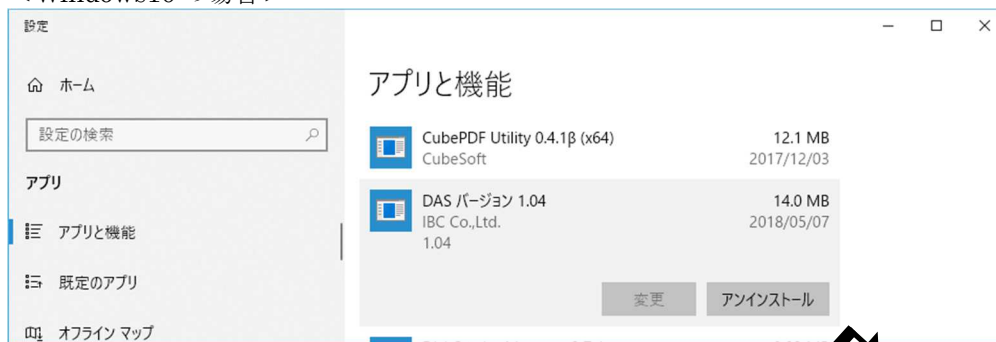 設定
ホーム
設定の検索
アプリ
アプリと機能
既定のアプリ
オフライン マップ
アプリと機能
CubePDF Utility 0.4.1β (x64)
12.1 MB
CubeSoft
2017/12/03
DAS バージョン 1.04
14.0 MB
IBC Co.,Ltd.
2018/05/07
1.04
変更
アンインストール